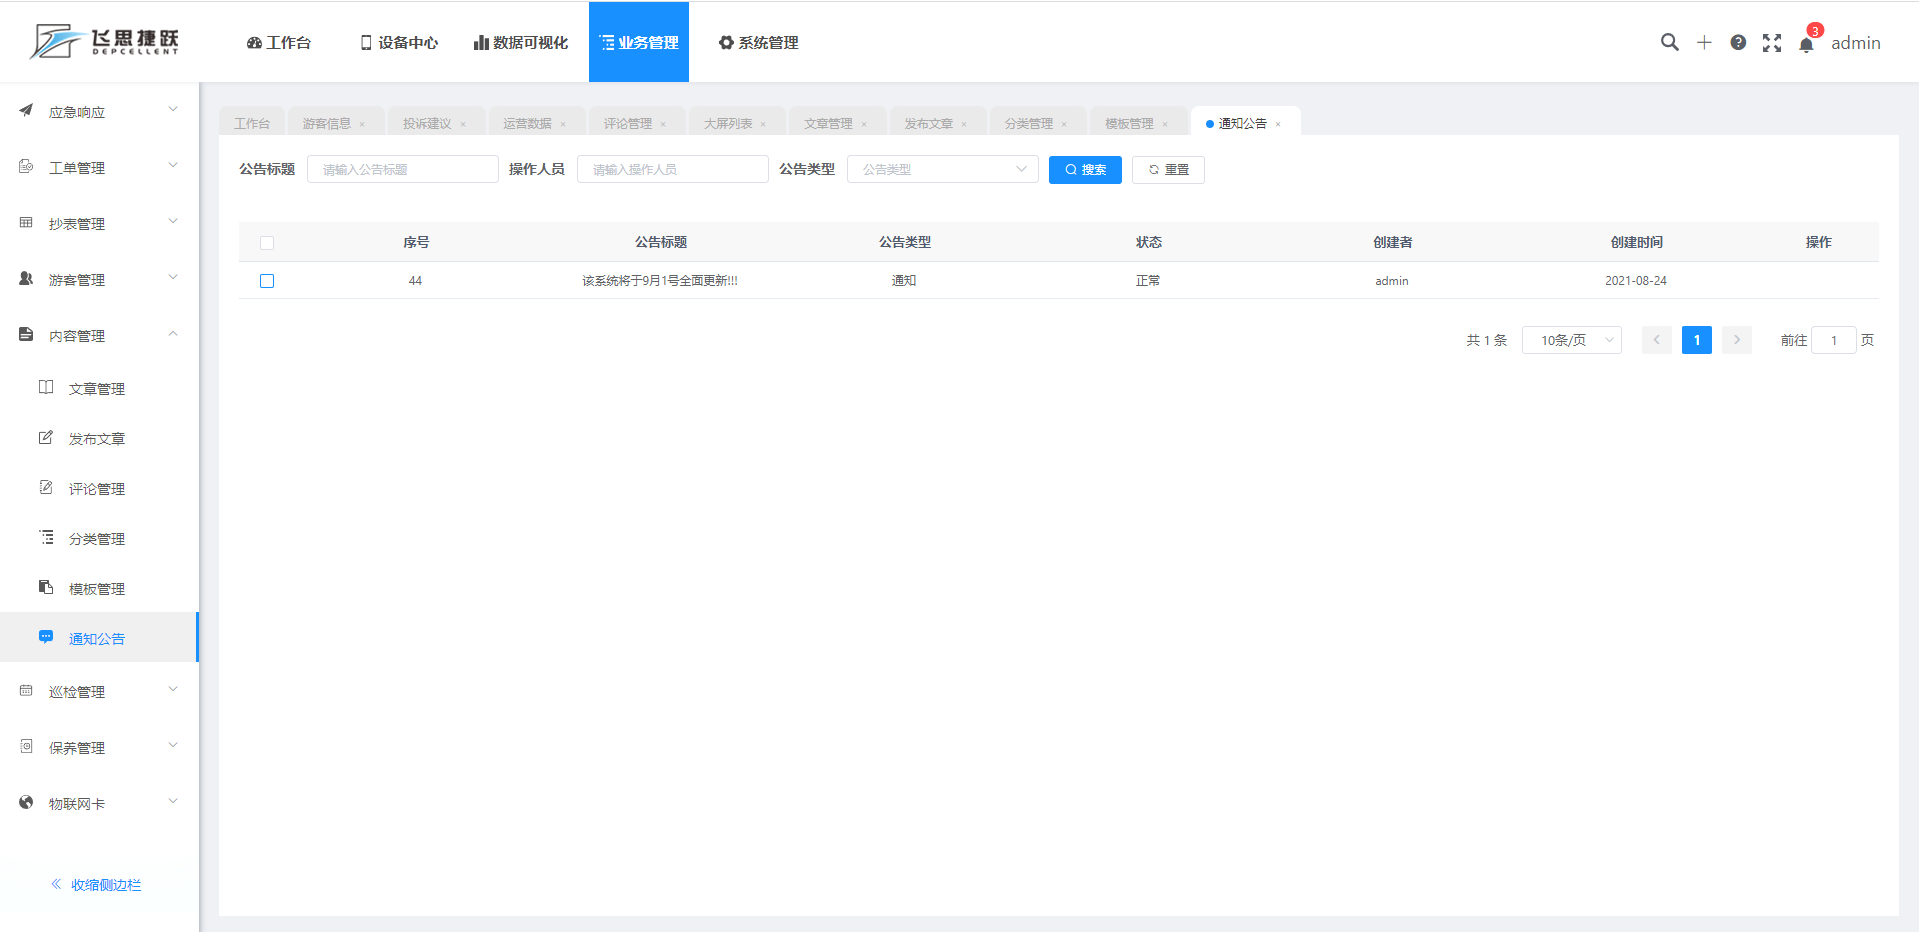 飞思捷跃
DEPCELLENT
工作台 设备中心 数据可视化 业务管理 系统管理
3
admin
应急响应
工单管理
抄表管理
游客管理
内容管理
文章管理
发布文章
评论管理
分类管理
模板管理
通知公告
巡检管理
保养管理
物联网卡
收缩侧边栏
工作台 游客信息 × 投诉建议 × 运营数据 × 评论管理 × 大屏列表 × 文章管理 × 发布文章 × 分类管理 × 模板管理 × 通知公告 ×
公告标题 请输入公告标题 操作人员 请输入操作人员 公告类型 公告类型 搜索 重置
序号 公告标题 公告类型 状态 创建者 创建时间 操作
44 该系统将于9月1号全面更新!!! 通知 正常 admin 2021-08-24
共 1 条 10条/页 1 前往 1 页